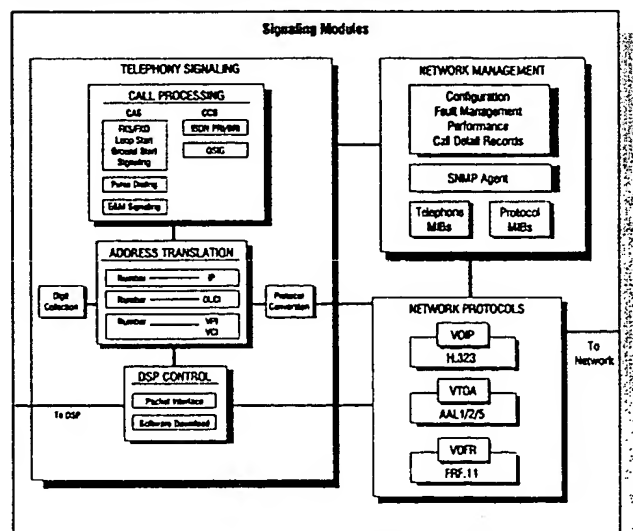 Signaling Modules
TELEPHONY SIGNALING
CALL PROCESSING
CAS
FXS/FXO
Loop Start
Ground Start
Signaling
Pulse Dialing
E&M Signaling
CCS
ISDN PRI/BRI
QSIG
ADDRESS TRANSLATION
Number IP
Number DLCI
Number VPI
VCI
Digit
Collection
Protocol
Conversion
DSP CONTROL
Packet Interface
Software Download
To DSP
NETWORK MANAGEMENT
Configuration
Fault Management
Performance
Call Detail Records
SNMP Agent
Telephone
MIBs
Protocol
MIBs
NETWORK PROTOCOLS
VOIP
H.323
VTOA
AAL1/2/5
VOFR
FRF.11
To
Network